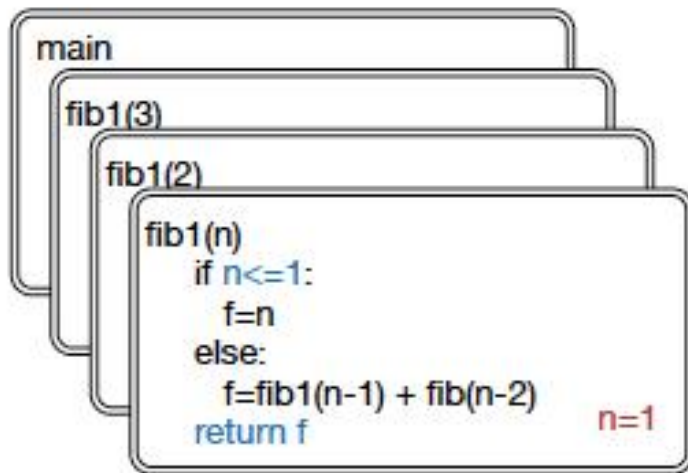 main
fib1(3)
fib1(2)
fib1(n)
if n<=1:
f=n
else:
f=fib1(n-1) + fib(n-2)
return f
n=1